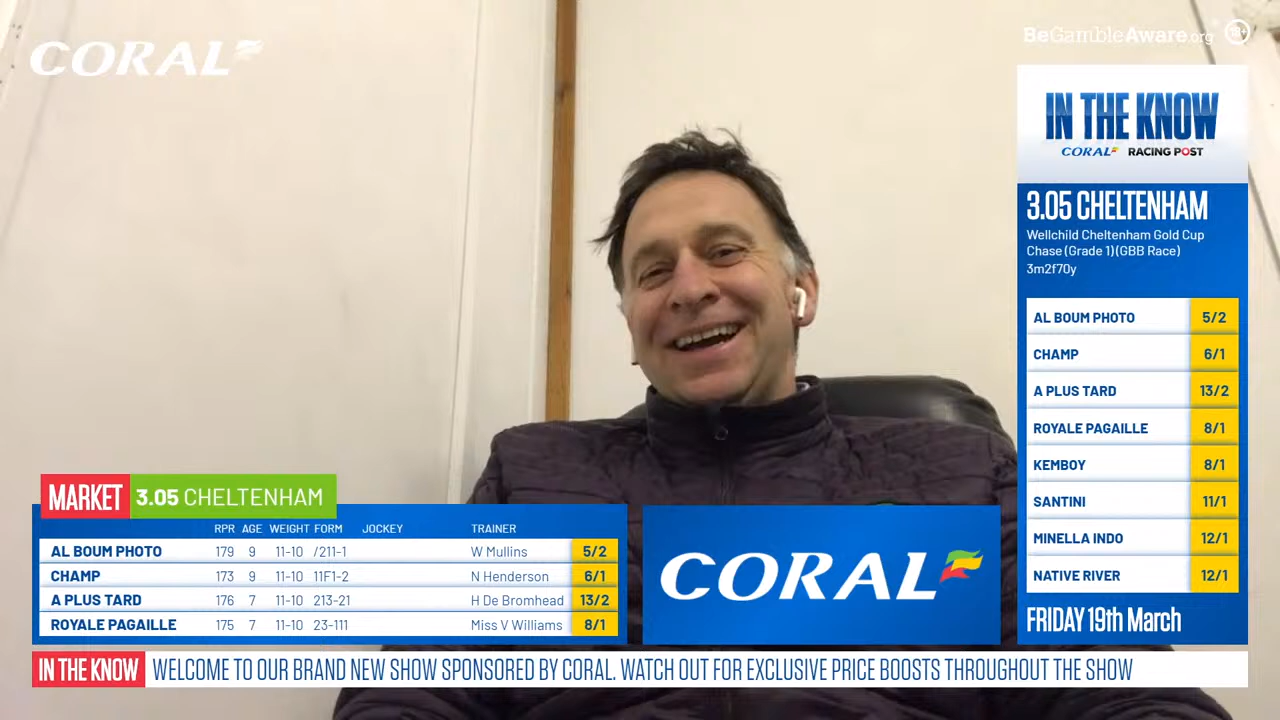 CORAL
BeGambleAware.org 18+
IN THE KNOW
CORAL RACING POST
3.05 CHELTENHAM
Wellchild Cheltenham Gold Cup
Chase (Grade 1) (GBB Race)
3m2f70y
AL BOUM PHOTO 5/2
CHAMP 6/1
A PLUS TARD 13/2
ROYALE PAGAILLE 8/1
KEMBOY 8/1
SANTINI 11/1
MINELLA INDO 12/1
NATIVE RIVER 12/1
FRIDAY 19th March
MARKET 3.05 CHELTENHAM
RPR AGE WEIGHT FORM JOCKEY TRAINER
AL BOUM PHOTO 179 9 11-10 /211-1 W Mullins 5/2
CHAMP 173 9 11-10 11F1-2 N Henderson 6/1
A PLUS TARD 176 7 11-10 213-21 H De Bromhead 13/2
ROYALE PAGAILLE 175 7 11-10 23-111 Miss V Williams 8/1
CORAL
IN THE KNOW WELCOME TO OUR BRAND NEW SHOW SPONSORED BY CORAL. WATCH OUT FOR EXCLUSIVE PRICE BOOSTS THROUGHOUT THE SHOW